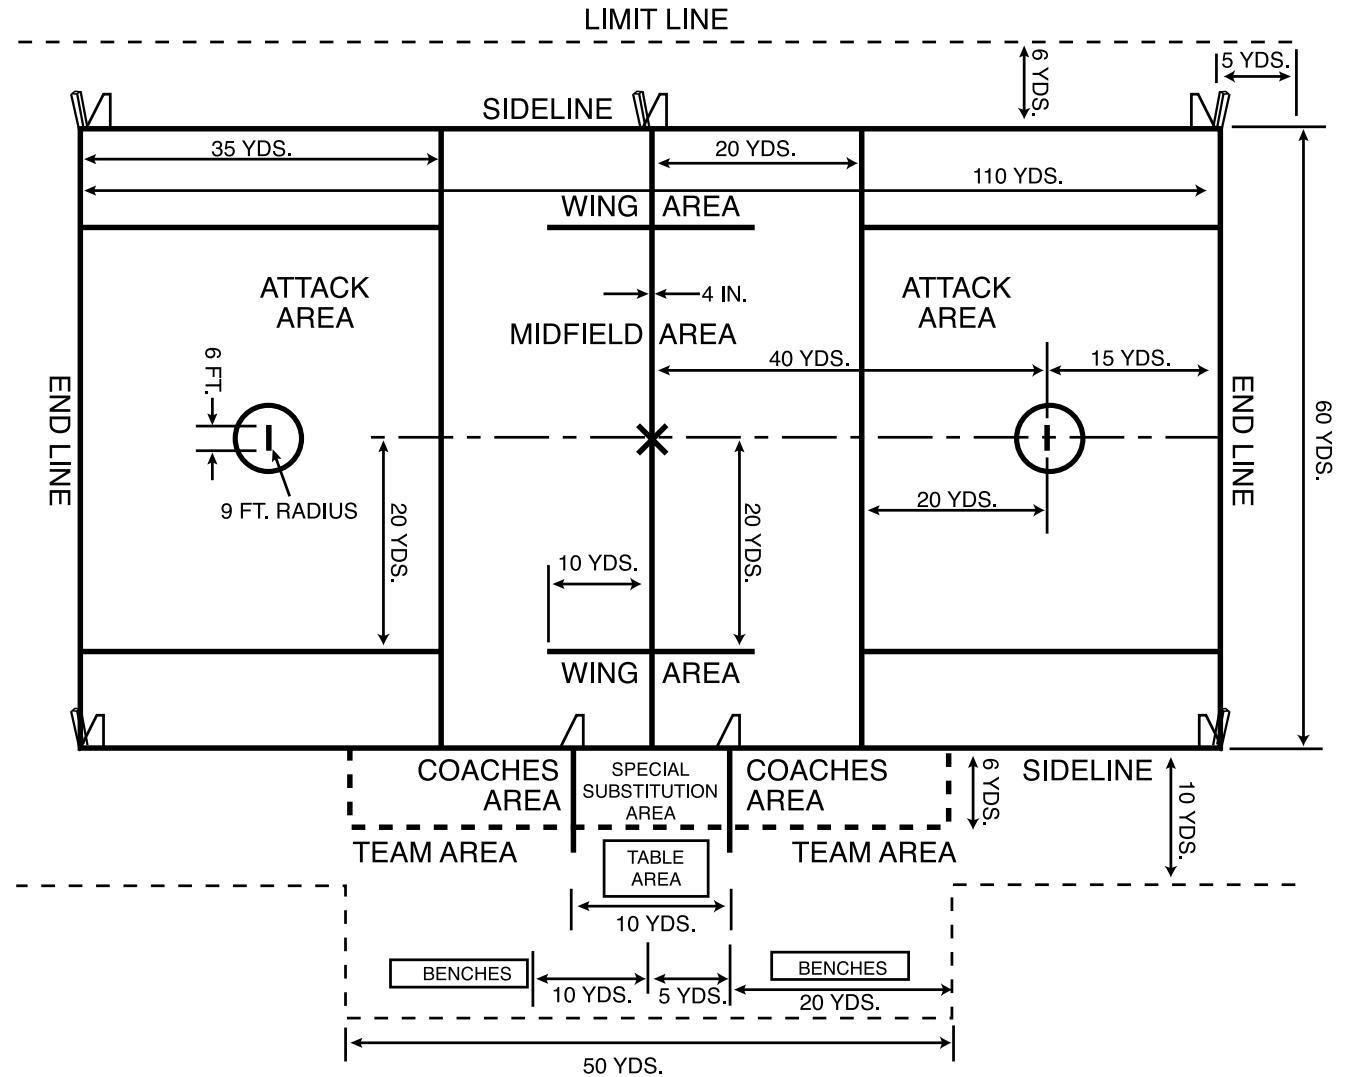 LIMIT LINE
6 YDS.
5 YDS.
SIDELINE
35 YDS.
20 YDS.
110 YDS.
WING AREA
ATTACK
AREA
4 IN.
ATTACK
AREA
MIDFIELD AREA
40 YDS.
15 YDS.
6 FT.
END LINE
END LINE
60 YDS.
9 FT. RADIUS
20 YDS.
20 YDS.
20 YDS.
10 YDS.
WING AREA
COACHES
AREA
SPECIAL
SUBSTITUTION
AREA
COACHES
AREA
6 YDS.
SIDELINE
10 YDS.
TEAM AREA
TABLE
AREA
TEAM AREA
10 YDS.
BENCHES
BENCHES
10 YDS.
5 YDS.
20 YDS.
50 YDS.